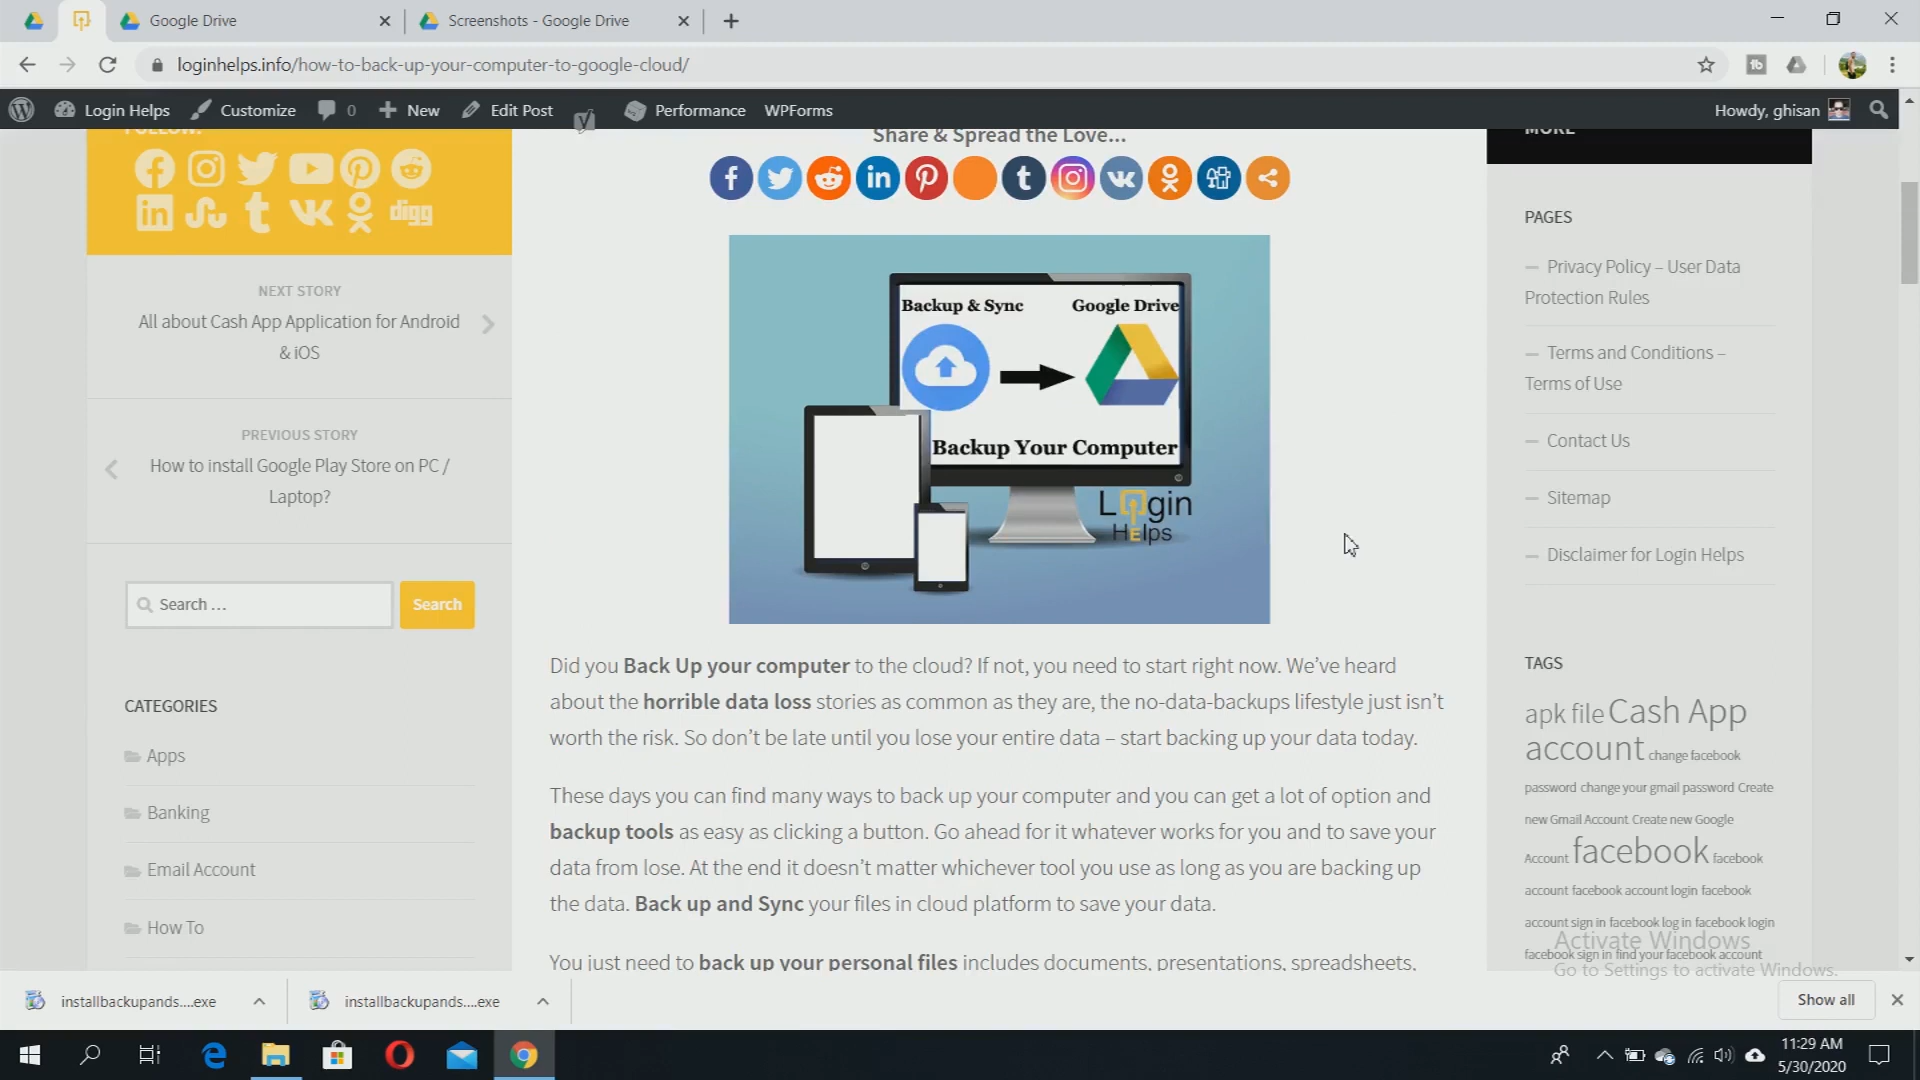 Google Drive
Screenshots - Google Drive
loginhelps.info/how-to-back-up-your-computer-to-google-cloud/
Login Helps
Customize
0
New
Edit Post
Performance
WPForms
Howdy, ghisan
FOLLOW:
NEXT STORY
All about Cash App Application for Android
& iOS
PREVIOUS STORY
How to install Google Play Store on PC /
Laptop?
Search ...
Search
CATEGORIES
Apps
Banking
Email Account
How To
Share & Spread the Love...
Backup & Sync
Google Drive
Backup Your Computer
Login
HElps
Did you Back Up your computer to the cloud? If not, you need to start right now. We've heard
about the horrible data loss stories as common as they are, the no-data-backups lifestyle just isn't
worth the risk. So don't be late until you lose your entire data – start backing up your data today.
These days you can find many ways to back up your computer and you can get a lot of option and
backup tools as easy as clicking a button. Go ahead for it whatever works for you and to save your
data from lose. At the end it doesn't matter whichever tool you use as long as you are backing up
the data. Back up and Sync your files in cloud platform to save your data.
You just need to back up your personal files includes documents, presentations, spreadsheets,
MORE
PAGES
— Privacy Policy – User Data
Protection Rules
— Terms and Conditions –
Terms of Use
— Contact Us
— Sitemap
— Disclaimer for Login Helps
TAGS
apk file Cash App
account change facebook
password change your gmail password Create
new Gmail Account Create new Google
Account facebook facebook
account facebook account login facebook
account sign in facebook log in facebook login
facebook sign in find your facebook account
Activate Windows
Go to Settings to activate Windows.
installbackupands....exe
installbackupands....exe
Show all
11:29 AM
5/30/2020